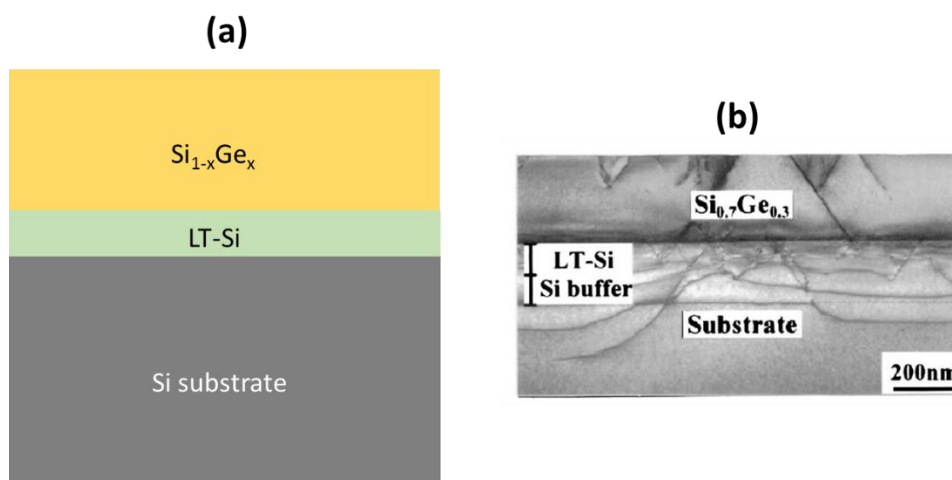 (a)
Si₁₋ₓGeₓ
LT-Si
Si substrate
(b)
Si₀.₇Ge₀.₃
LT-Si
Si buffer
Substrate
200nm